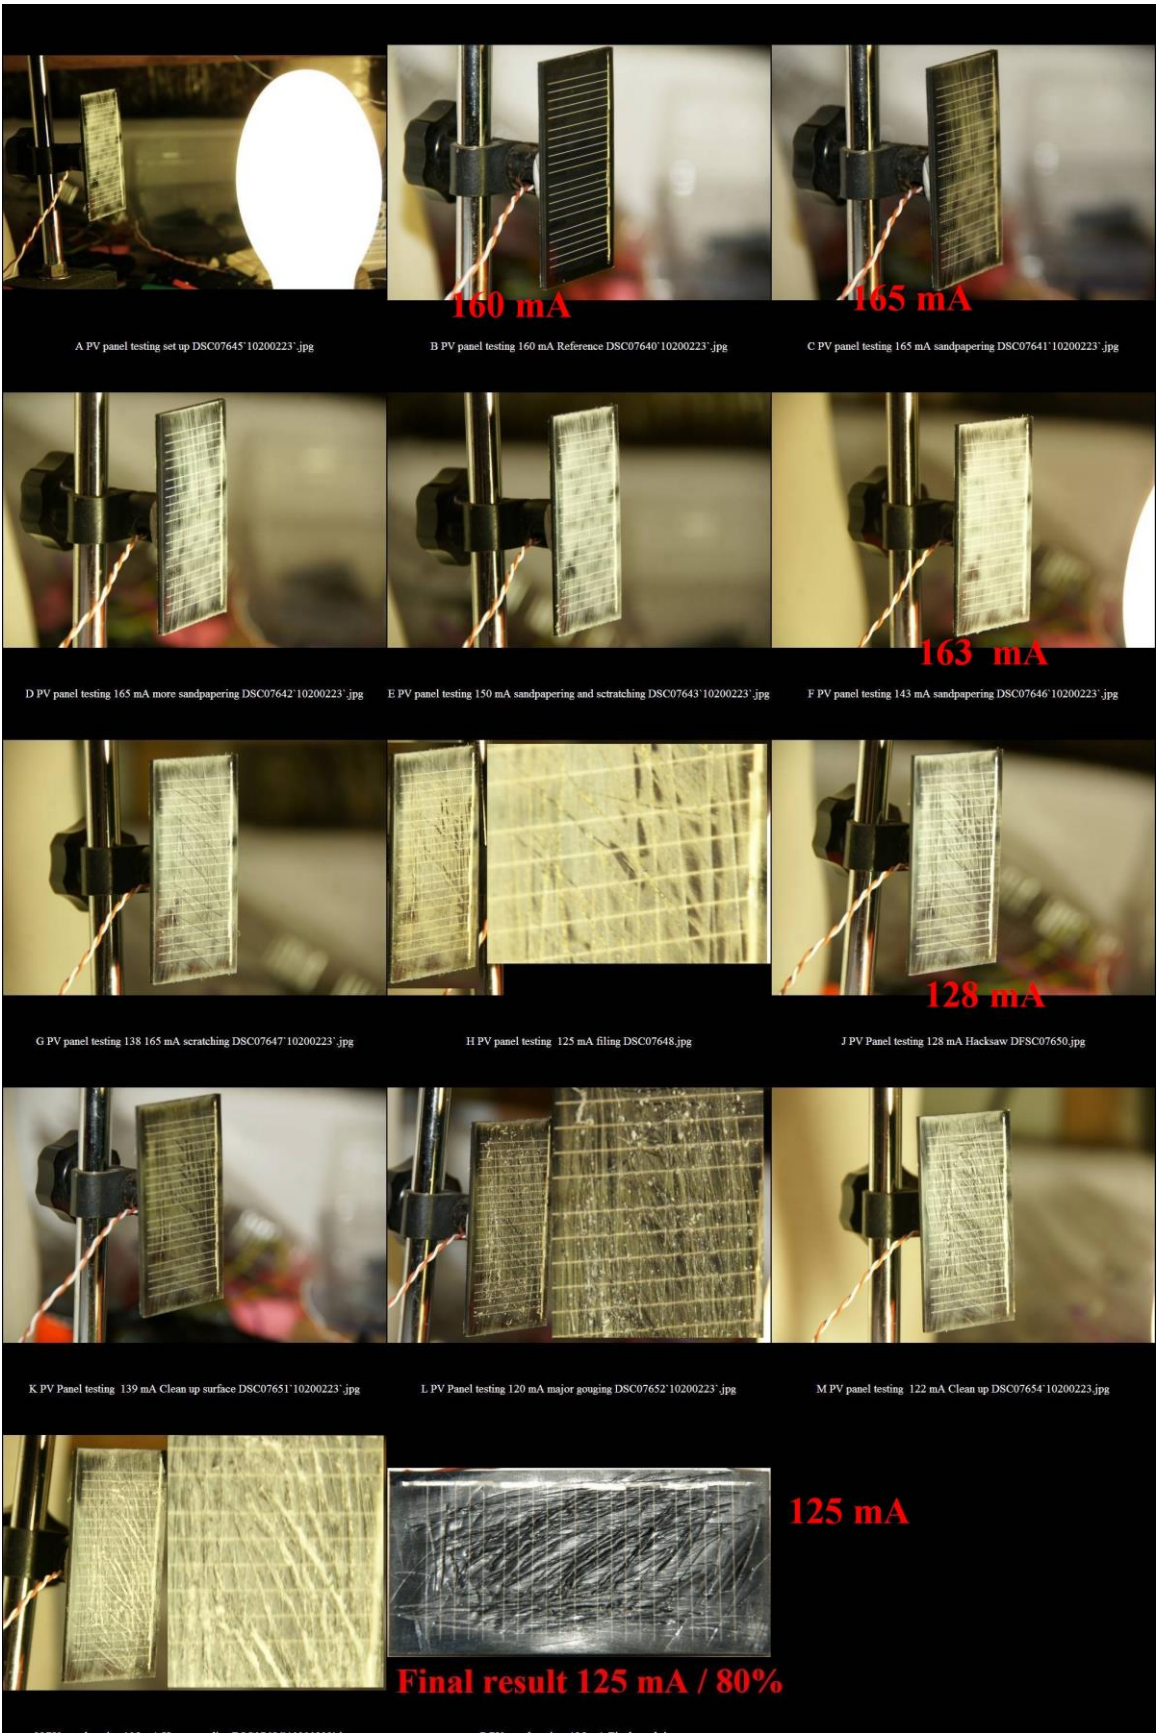 160 mA
165 mA
A PV panel testing set up DSC07645`10200223`.jpg
B PV panel testing 160 mA Reference DSC07640`10200223`.jpg
C PV panel testing 165 mA sandpapering DSC07641`10200223`.jpg
163 mA
D PV panel testing 165 mA more sandpapering DSC07642`10200223`.jpg
E PV panel testing 150 mA sandpapering and sctratching DSC07643`10200223`.jpg
F PV panel testing 143 mA sandpapering DSC07646`10200223`.jpg
128 mA
G PV panel testing 138 165 mA scratching DSC07647`10200223`.jpg
H PV panel testing 125 mA filing DSC07648.jpg
J PV Panel testing 128 mA Hacksaw DFSC07650.jpg
K PV Panel testing 139 mA Clean up surface DSC07651`10200223`.jpg
L PV Panel testing 120 mA major gouging DSC07652`10200223`.jpg
M PV panel testing 122 mA Clean up DSC07654`10200223.jpg
125 mA
Final result 125 mA / 80%